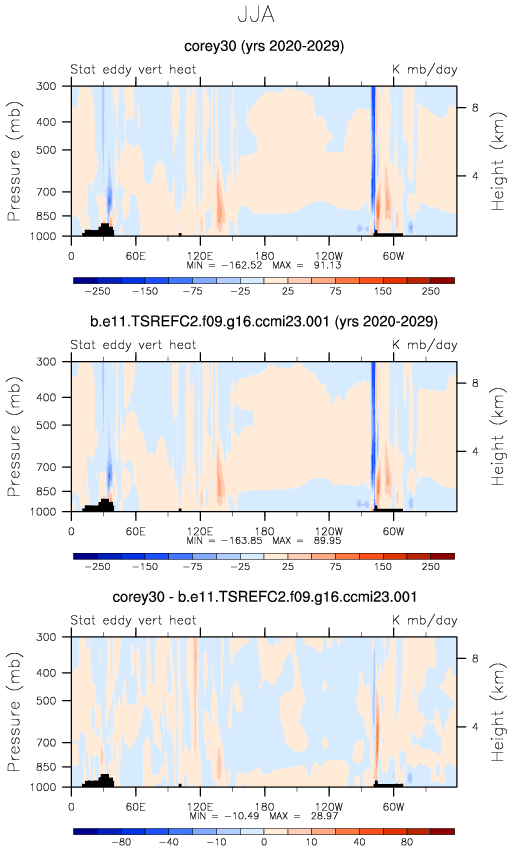 JJA
corey30 (yrs 2020-2029)
Stat eddy vert heat K mb/day
300
400
500
700
850
1000
Pressure (mb)
8
4
Height (km)
0 60E 120E 180 120W 60W
MIN = -162.52 MAX = 91.13
-250 -150 -75 -25 25 75 150 250
b.e11.TSREFC2.f09.g16.ccmi23.001 (yrs 2020-2029)
Stat eddy vert heat K mb/day
300
400
500
700
850
1000
Pressure (mb)
8
4
Height (km)
0 60E 120E 180 120W 60W
MIN = -163.85 MAX = 89.95
-250 -150 -75 -25 25 75 150 250
corey30 - b.e11.TSREFC2.f09.g16.ccmi23.001
Stat eddy vert heat K mb/day
300
400
500
700
850
1000
Pressure (mb)
8
4
Height (km)
0 60E 120E 180 120W 60W
MIN = -10.49 MAX = 28.97
-80 -40 -10 0 10 40 80